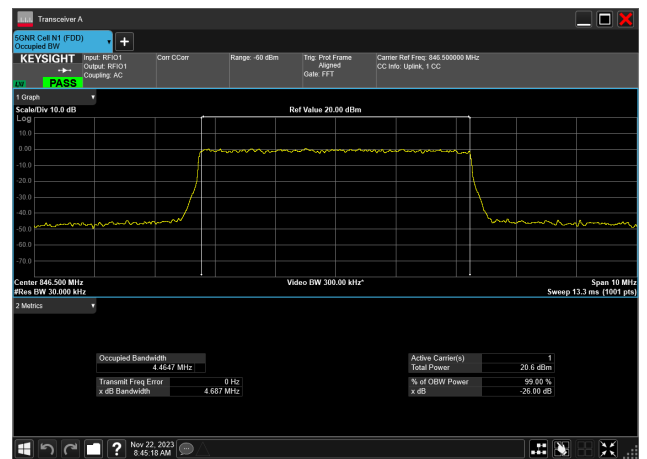 Transceiver A
5GNR Cell N1 (FDD)
Occupied BW
KEYSIGHT
LNI
PASS
Input: RFIO1
Output: RFIO1
Coupling: AC
Corr CCorr
Range: -60 dBm
Trig: Prot Frame
Aligned
Gate: FFT
Carrier Ref Freq: 846.500000 MHz
CC Info: Uplink, 1 CC
1 Graph
Scale/Div 10.0 dB
Ref Value 20.00 dBm
Log
10.0
0.00
-10.0
-20.0
-30.0
-40.0
-50.0
-60.0
-70.0
Center 846.500 MHz
Video BW 300.00 kHz*
Span 10 MHz
#Res BW 30.000 kHz
Sweep 13.3 ms (1001 pts)
2 Metrics
Occupied Bandwidth
4.4647 MHz
Active Carrier(s) 1
Total Power 20.6 dBm
Transmit Freq Error 0 Hz
x dB Bandwidth 4.687 MHz
% of OBW Power 99.00 %
x dB -26.00 dB
Nov 22, 2023
8:45:18 AM